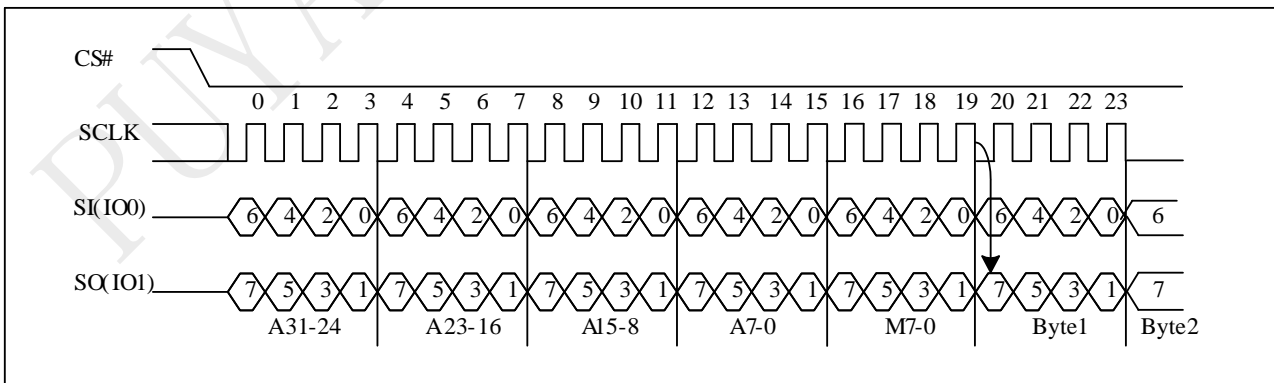 PUYA
CS#
0 1 2 3 4 5 6 7 8 9 10 11 12 13 14 15 16 17 18 19 20 21 22 23
SCLK
SI(IO0) 6 4 2 0 6 4 2 0 6 4 2 0 6 4 2 0 6 4 2 0 6 4 2 0 6
SO(IO1) 7 5 3 1 7 5 3 1 7 5 3 1 7 5 3 1 7 5 3 1 7 5 3 1 7
A31-24 A23-16 A15-8 A7-0 M7-0 Byte1 Byte2